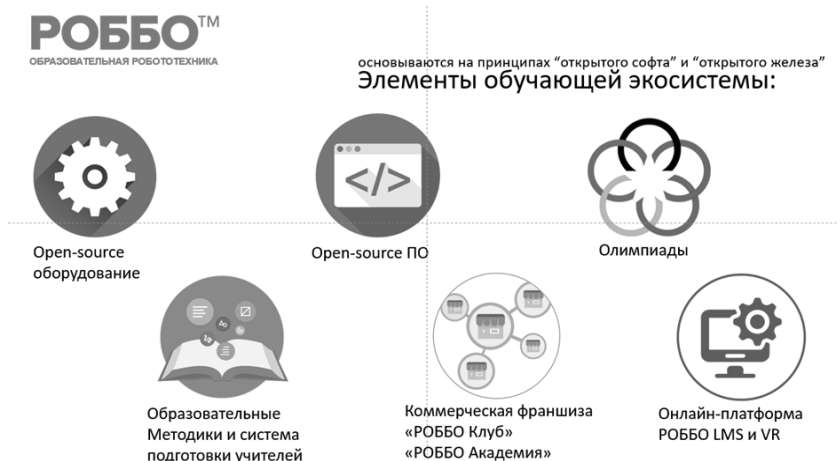 РОББО™
ОБРАЗОВАТЕЛЬНАЯ РОБОТОТЕХНИКА
основываются на принципах “открытого софта” и “открытого железа”
Элементы обучающей экосистемы:
</>
Open-source
оборудование
Open-source ПО
Олимпиады
Образовательные
Методики и система
подготовки учителей
Коммерческая франшиза
«РОББО Клуб»
«РОББО Академия»
Онлайн-платформа
РОББО LMS и VR